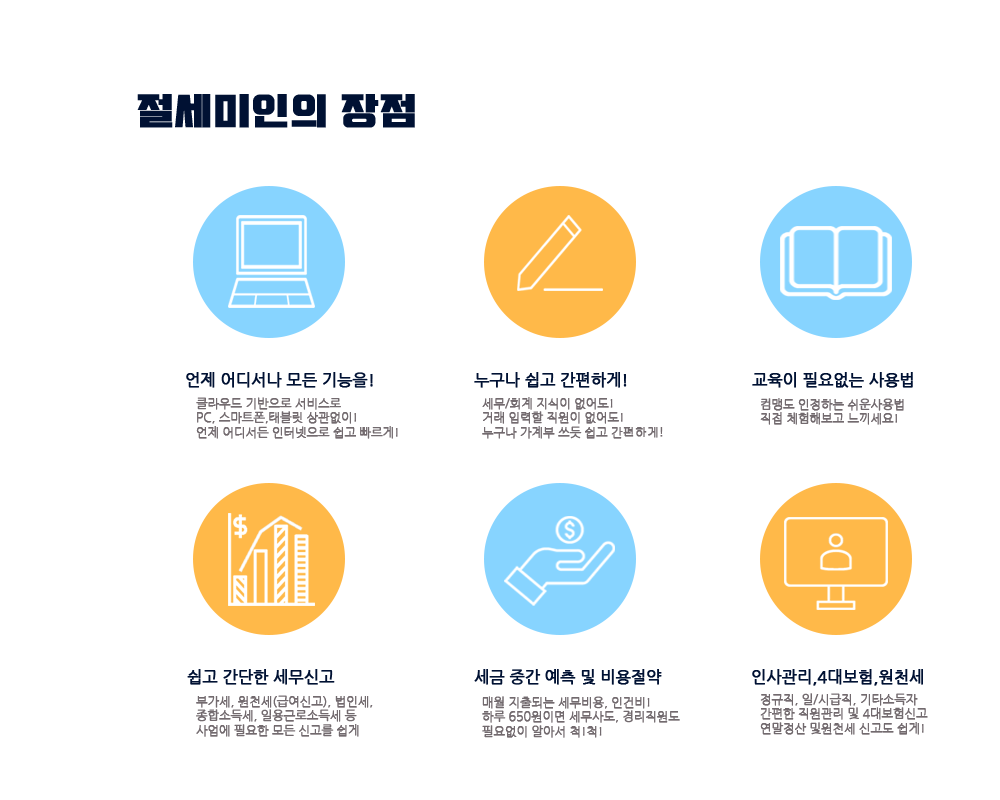 절세미인의 장점
언제 어디서나 모든 기능을!
클라우드 기반으로 서비스로
PC, 스마트폰,태블릿 상관없이!
언제 어디서든 인터넷으로 쉽고 빠르게!
누구나 쉽고 간편하게!
세무/회계 지식이 없어도!
거래 입력할 직원이 없어도!
누구나 가계부 쓰듯 쉽고 간편하게!
교육이 필요없는 사용법
컴맹도 인정하는 쉬운사용법
직접 체험해보고 느끼세요!
$
쉽고 간단한 세무신고
부가세, 원천세(급여신고), 법인세,
종합소득세, 일용근로소득세 등
사업에 필요한 모든 신고를 쉽게
$
세금 중간 예측 및 비용절약
매월 지출되는 세무비용, 인건비!
하루 650원이면 세무사도, 경리직원도
필요없이 알아서 척!척!
인사관리,4대보험,원천세
정규직, 일/시급직, 기타소득자
간편한 직원관리 및 4대보험신고
연말정산 및원천세 신고도 쉽게!